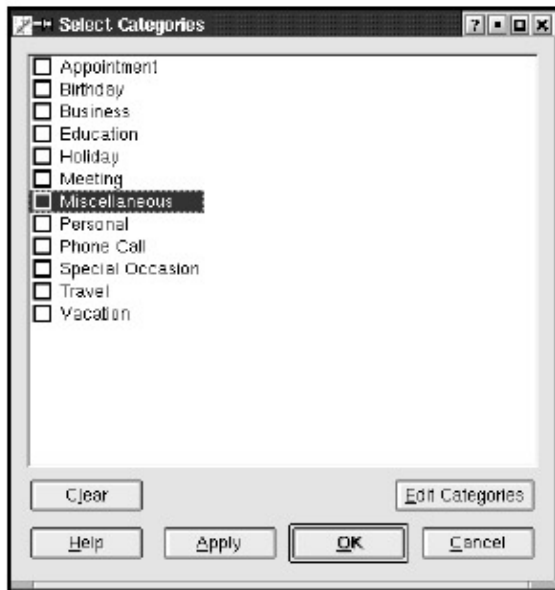 Select Categories
Appointment
Birthday
Business
Education
Holiday
Meeting
Miscellaneous
Personal
Phone Call
Special Occasion
Travel
Vacation
Clear
Edit Categories
Help
Apply
OK
Cancel